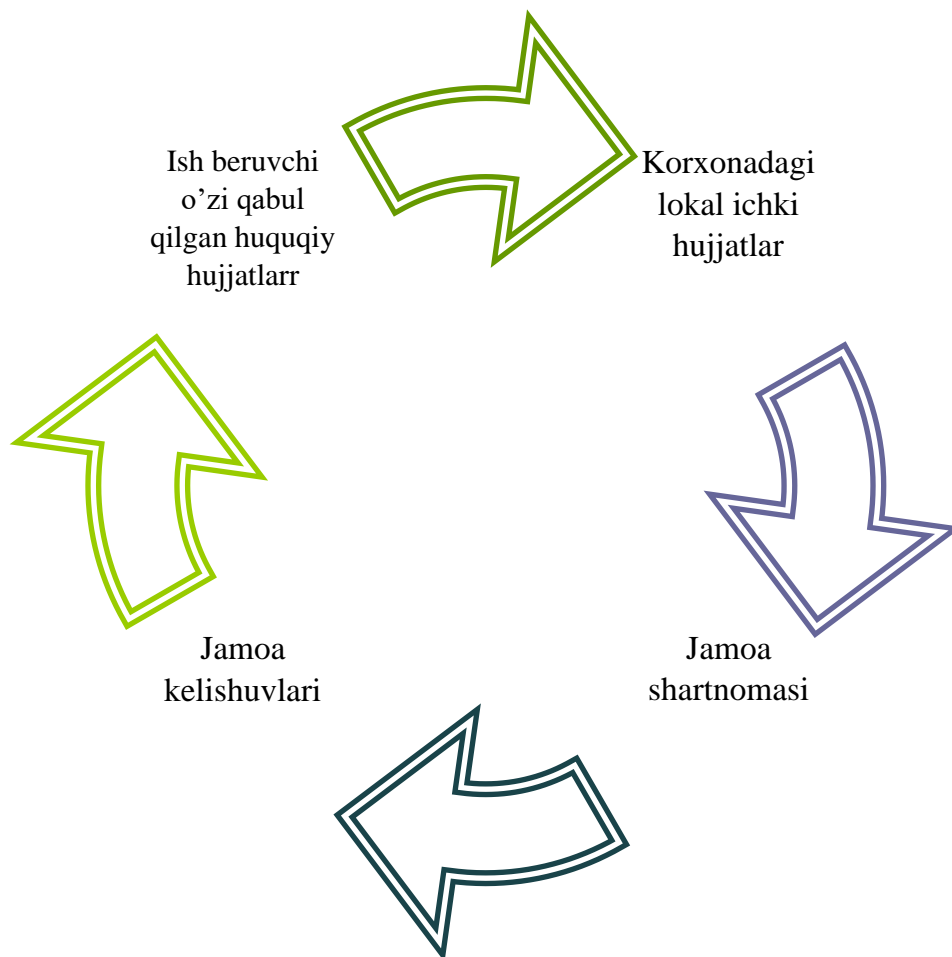 Ish beruvchi
o’zi qabul
qilgan huquqiy
hujjatlarr
Korxonadagi
lokal ichki
hujjatlar
Jamoa
kelishuvlari
Jamoa
shartnomasi